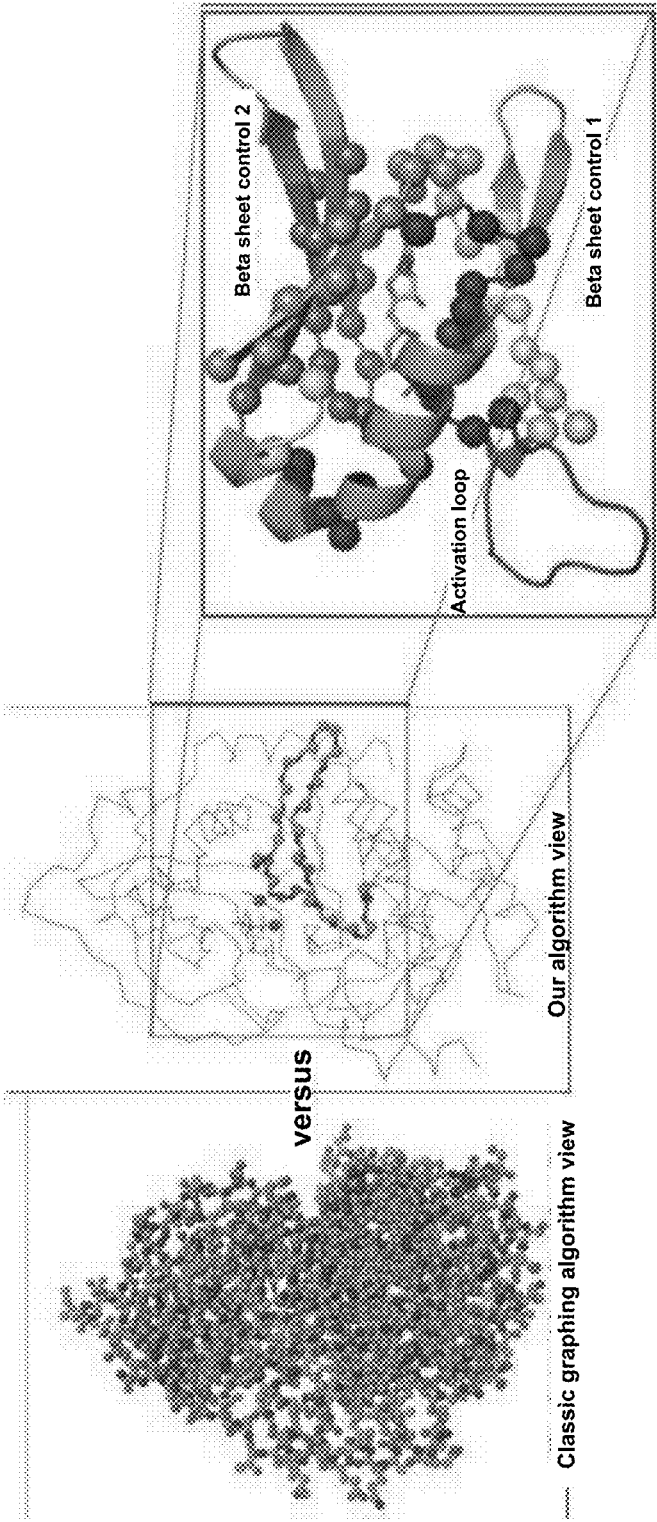 Classic graphing algorithm view
versus
Our algorithm view
Activation loop
Beta sheet control 2
Beta sheet control 1